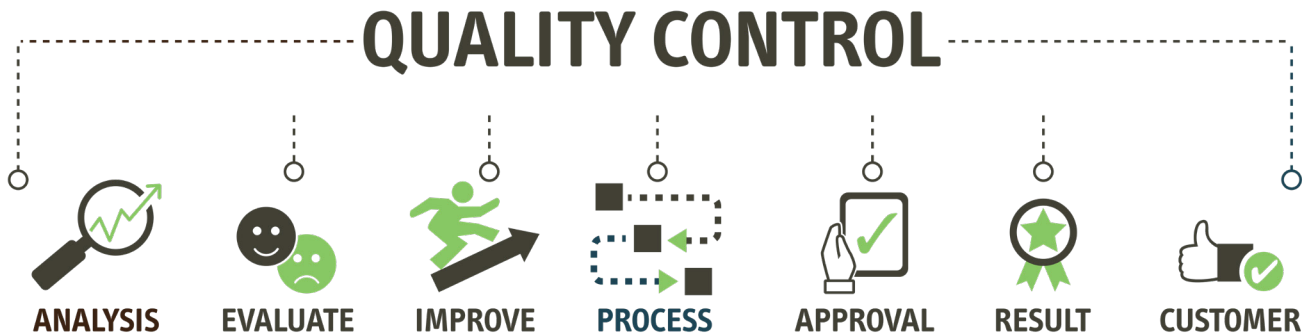 QUALITY CONTROL
ANALYSIS EVALUATE IMPROVE PROCESS APPROVAL RESULT CUSTOMER